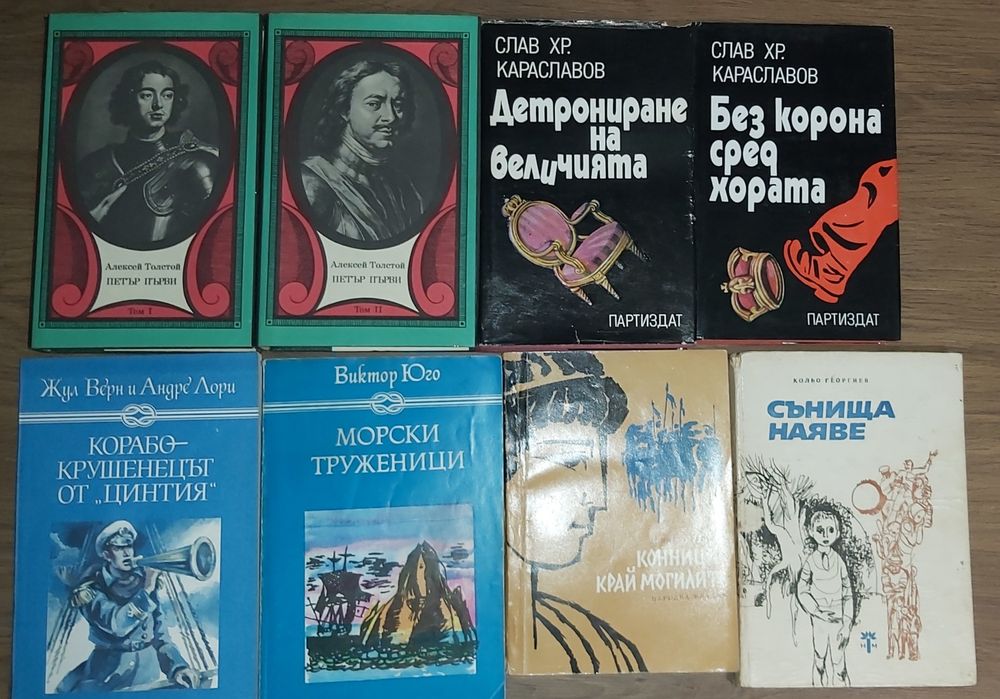 Алексей Толстой
ПЕТЪР ПЪРВИ
Том I
Алексей Толстой
ПЕТЪР ПЪРВИ
Том II
СЛАВ ХР.
КАРАСЛАВОВ
Детрониране
на
величията
ПАРТИЗДАТ
СЛАВ ХР.
КАРАСЛАВОВ
Без корона
сред
хората
ПАРТИЗДАТ
Жул Верн и Андре Лори
КОРАБО-
КРУШЕНЕЦЪТ
ОТ „ЦИНТИЯ“
Виктор Юго
МОРСКИ
ТРУЖЕНИЦИ
КОННИЦИ
КРАЙ МОГИЛИТЕ
КОЛЬО ГЕОРГИЕВ
СЪНИЩА
НАЯВЕ
НМ